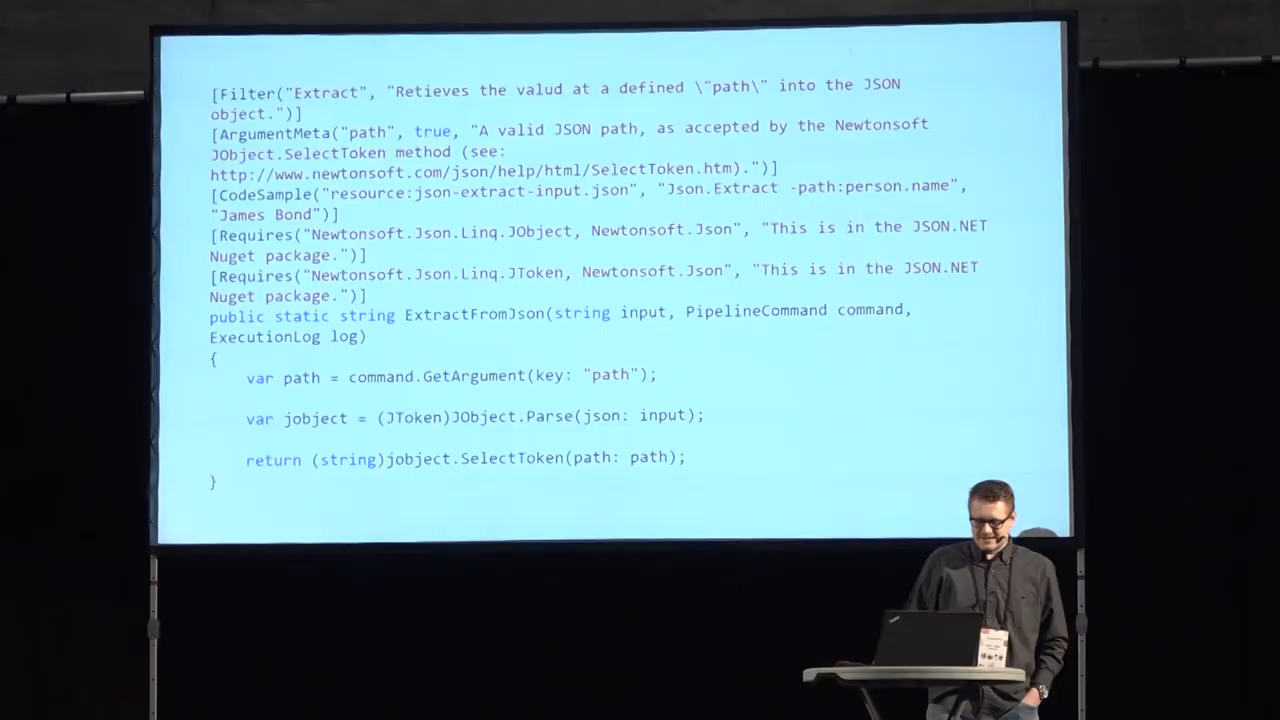 [Filter("Extract", "Retieves the valud at a defined \"path\" into the JSON
object.")]
[ArgumentMeta("path", true, "A valid JSON path, as accepted by the Newtonsoft
JObject.SelectToken method (see:
http://www.newtonsoft.com/json/help/html/SelectToken.htm).")]
[CodeSample("resource:json-extract-input.json", "Json.Extract -path:person.name",
"James Bond")]
[Requires("Newtonsoft.Json.Linq.JObject, Newtonsoft.Json", "This is in the JSON.NET
Nuget package.")]
[Requires("Newtonsoft.Json.Linq.JToken, Newtonsoft.Json", "This is in the JSON.NET
Nuget package.")]
public static string ExtractFromJson(string input, PipelineCommand command,
ExecutionLog log)
{
    var path = command.GetArgument(key: "path");
    var jobject = (JToken)JObject.Parse(json: input);
    return (string)jobject.SelectToken(path: path);
}